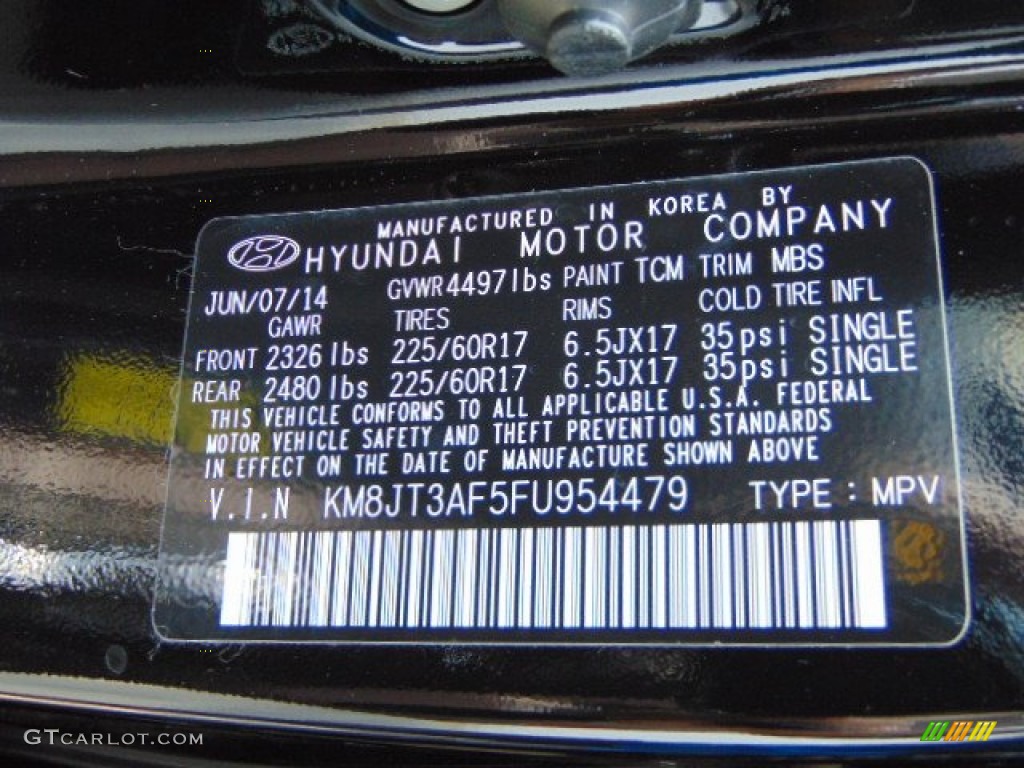 MANUFACTURED IN KOREA BY
HYUNDAI MOTOR COMPANY
JUN/07/14 GVWR 4497lbs PAINT TCM TRIM MBS
GAWR TIRES RIMS COLD TIRE INFL
FRONT 2326 lbs 225/60R17 6.5JX17 35psi SINGLE
REAR 2480 lbs 225/60R17 6.5JX17 35psi SINGLE
THIS VEHICLE CONFORMS TO ALL APPLICABLE U.S.A. FEDERAL
MOTOR VEHICLE SAFETY AND THEFT PREVENTION STANDARDS
IN EFFECT ON THE DATE OF MANUFACTURE SHOWN ABOVE
V.I.N KM8JT3AF5FU954479 TYPE : MPV
GTCARLOT.COM